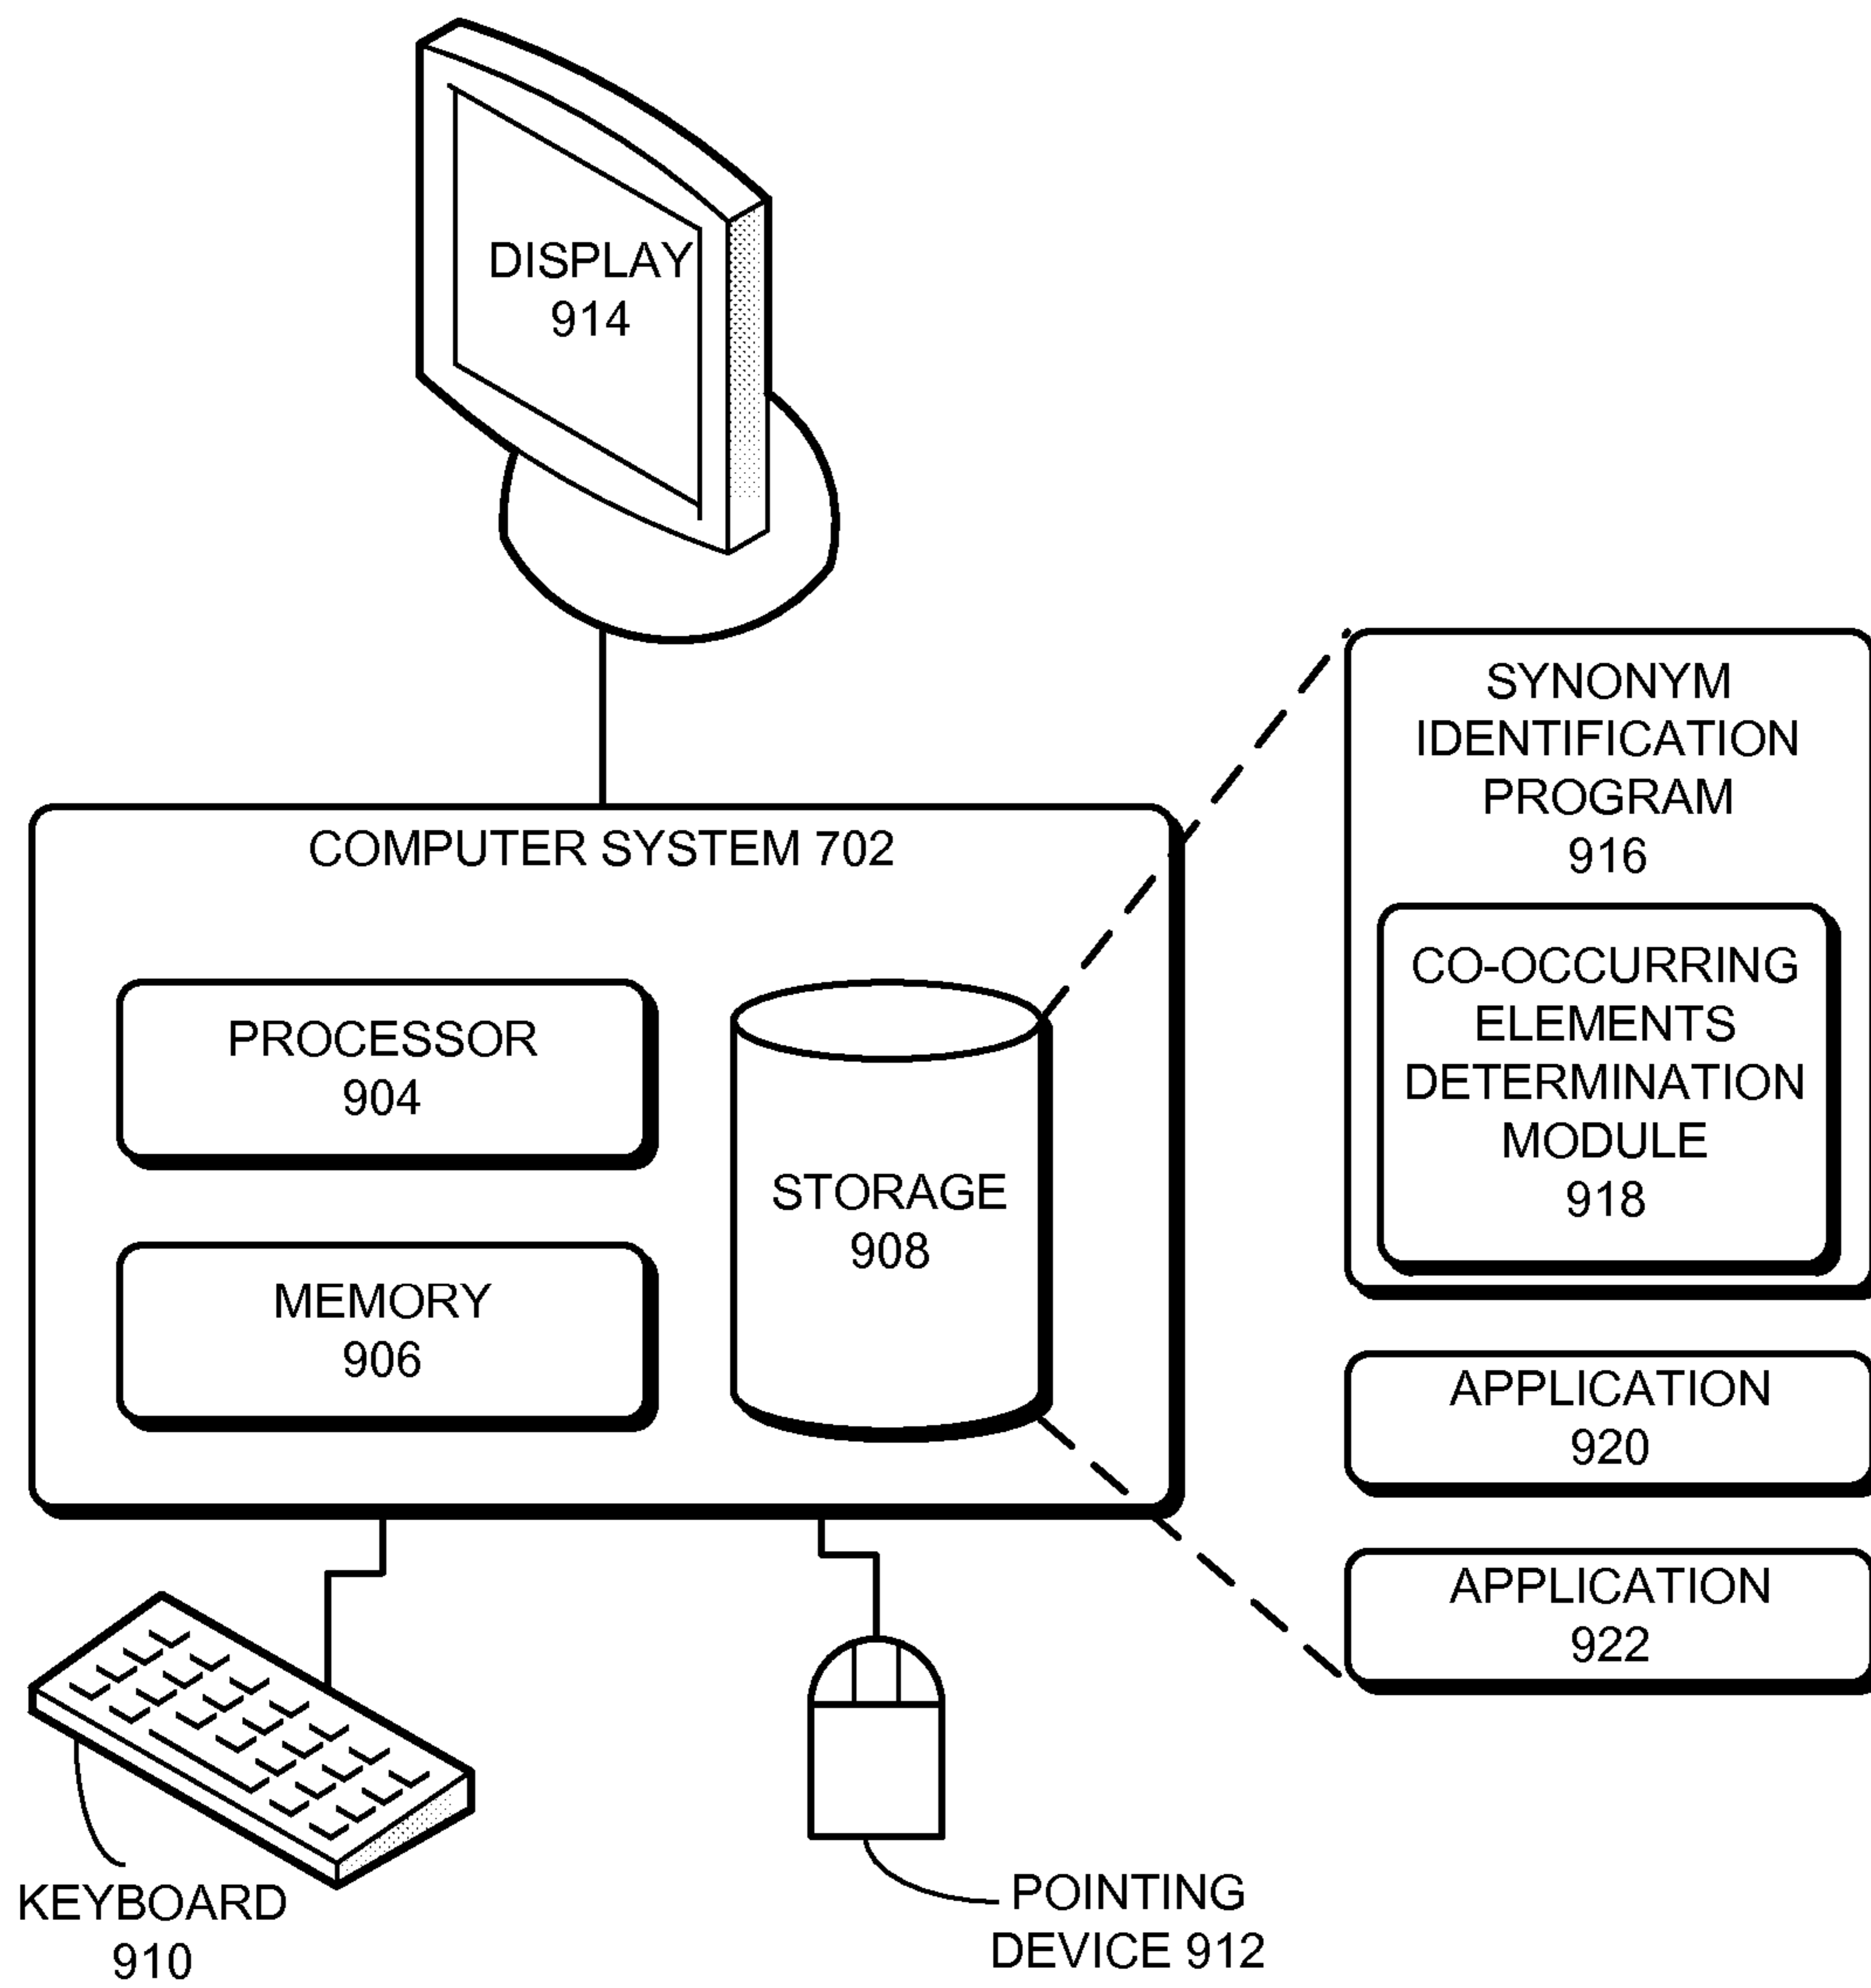 DISPLAY
914
COMPUTER SYSTEM 702
PROCESSOR
904
MEMORY
906
STORAGE
908
SYNONYM
IDENTIFICATION
PROGRAM
916
CO-OCCURRING
ELEMENTS
DETERMINATION
MODULE
918
APPLICATION
920
APPLICATION
922
KEYBOARD
910
POINTING
DEVICE 912